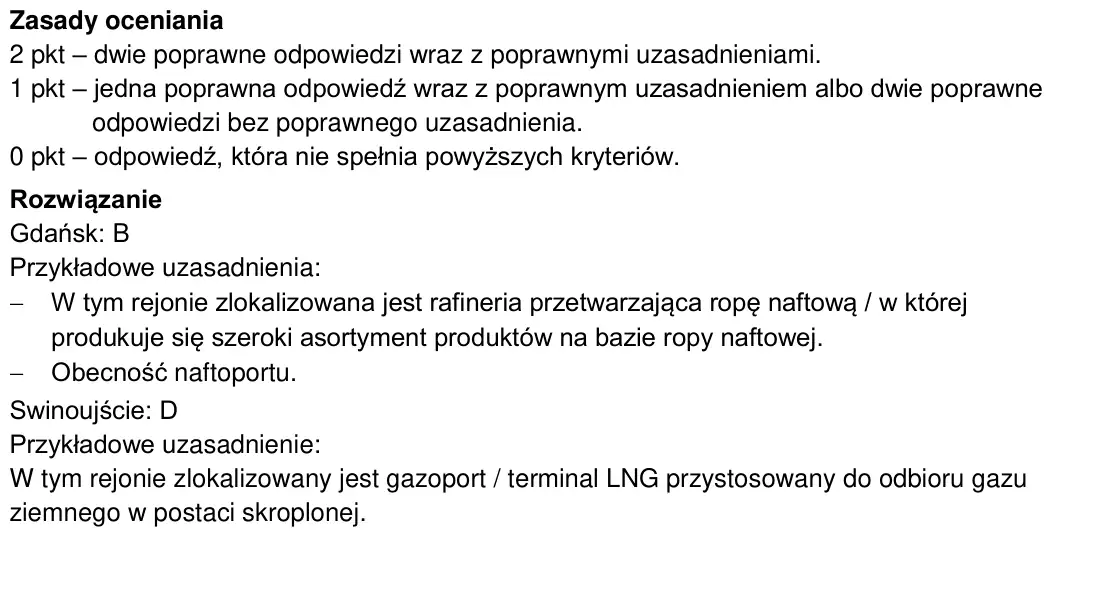 Zasady oceniania
2 pkt – dwie poprawne odpowiedzi wraz z poprawnymi uzasadnieniami.
1 pkt – jedna poprawna odpowiedź wraz z poprawnym uzasadnieniem albo dwie poprawne
odpowiedzi bez poprawnego uzasadnienia.
0 pkt – odpowiedź, która nie spełnia powyższych kryteriów.
Rozwiązanie
Gdańsk: B
Przykładowe uzasadnienia:
– W tym rejonie zlokalizowana jest rafineria przetwarzająca ropę naftową / w której
produkuje się szeroki asortyment produktów na bazie ropy naftowej.
– Obecność naftoportu.
Swinoujście: D
Przykładowe uzasadnienie:
W tym rejonie zlokalizowany jest gazoport / terminal LNG przystosowany do odbioru gazu
ziemnego w postaci skroplonej.